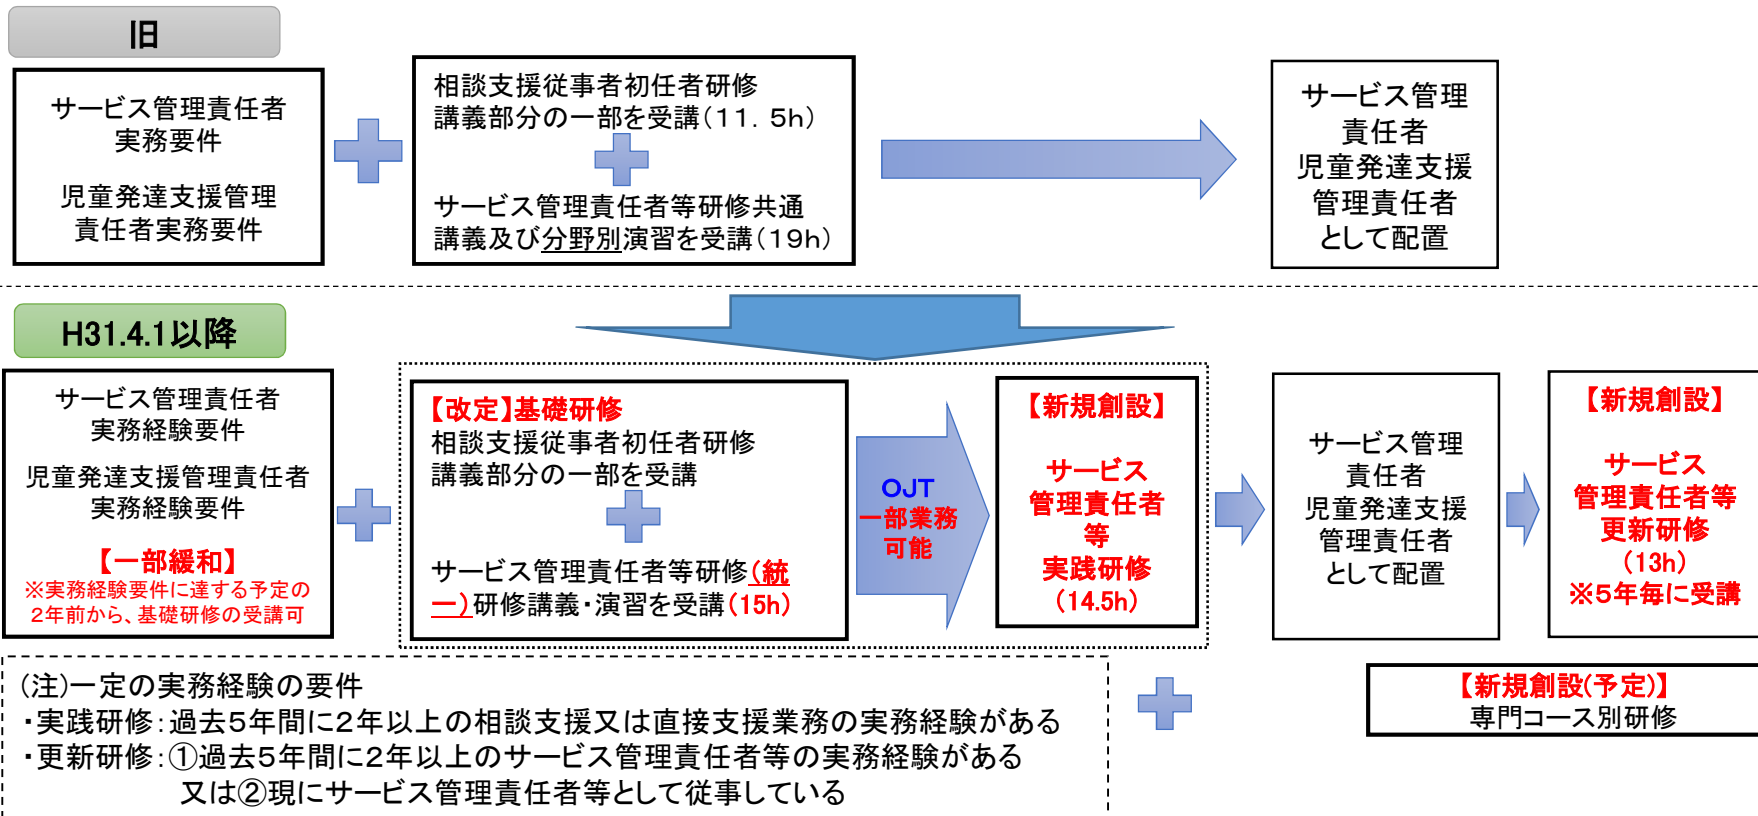 旧
サービス管理責任者
実務要件
児童発達支援管理
責任者実務要件
相談支援従事者初任者研修
講義部分の一部を受講(11．5h)
サービス管理責任者等研修共通
講義及び分野別演習を受講(19h)
サービス管理
責任者
児童発達支援
管理責任者
として配置
H31.4.1以降
サービス管理責任者
実務経験要件
児童発達支援管理責任者
実務経験要件
【一部緩和】
※実務経験要件に達する予定の
2年前から、基礎研修の受講可
【改定】基礎研修
相談支援従事者初任者研修
講義部分の一部を受講
サービス管理責任者等研修(統
一)研修講義・演習を受講(15h)
OJT
一部業務
可能
【新規創設】
サービス
管理責任者
等
実践研修
(14.5h)
サービス管理
責任者
児童発達支援
管理責任者
として配置
【新規創設】
サービス
管理責任者等
更新研修
(13h)
※5年毎に受講
(注)一定の実務経験の要件
・実践研修：過去5年間に2年以上の相談支援又は直接支援業務の実務経験がある
・更新研修：①過去5年間に2年以上のサービス管理責任者等の実務経験がある
又は②現にサービス管理責任者等として従事している
【新規創設(予定)】
専門コース別研修